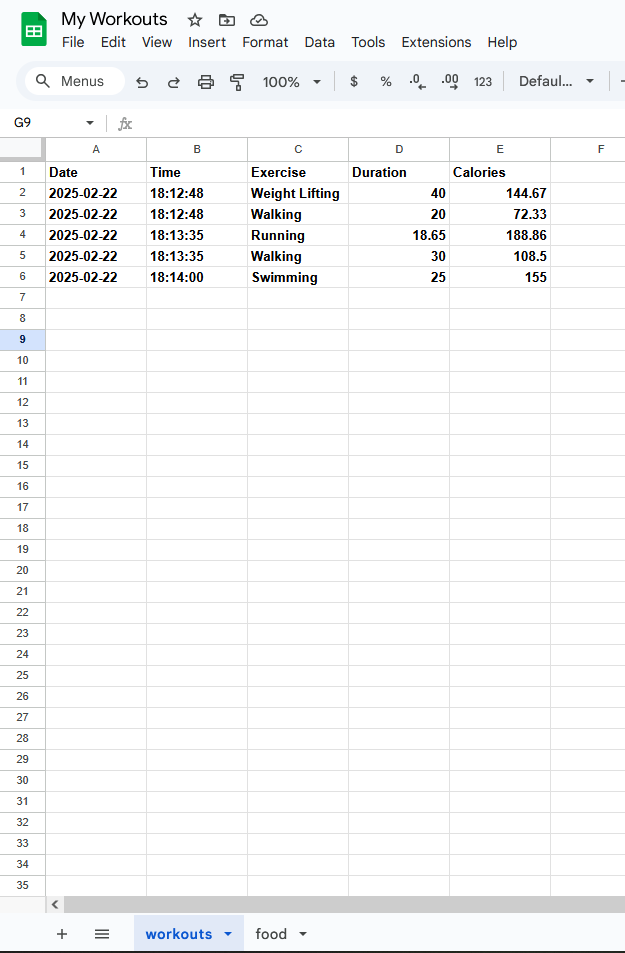 My Workouts
File Edit View Insert Format Data Tools Extensions Help
Menus 100% $ % .0 .00 123 Defaul...
G9 fx
A B C D E F
1 Date Time Exercise Duration Calories
2 2025-02-22 18:12:48 Weight Lifting 40 144.67
3 2025-02-22 18:12:48 Walking 20 72.33
4 2025-02-22 18:13:35 Running 18.65 188.86
5 2025-02-22 18:13:35 Walking 30 108.5
6 2025-02-22 18:14:00 Swimming 25 155
7
8
9
10
11
12
13
14
15
16
17
18
19
20
21
22
23
24
25
26
27
28
29
30
31
32
33
34
35
workouts food